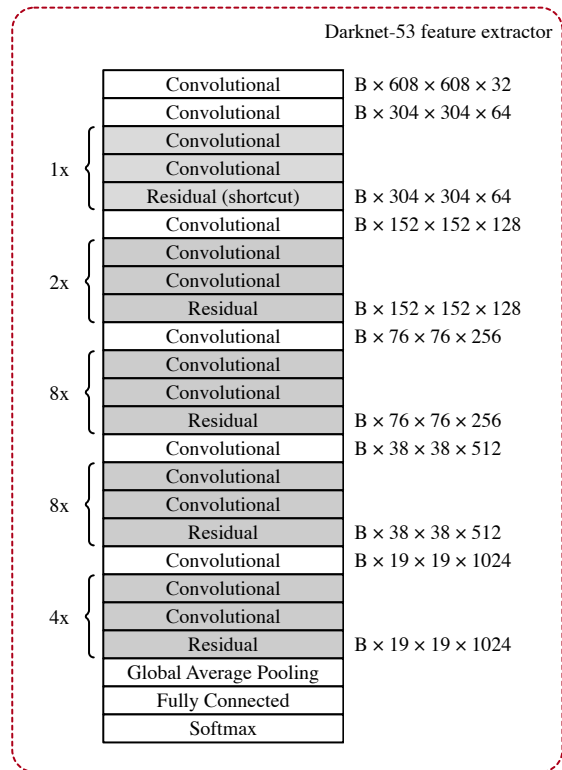 Darknet-53 feature extractor
Convolutional B × 608 × 608 × 32
Convolutional B × 304 × 304 × 64
Convolutional
1x Convolutional
Residual (shortcut) B × 304 × 304 × 64
Convolutional B × 152 × 152 × 128
Convolutional
2x Convolutional
Residual B × 152 × 152 × 128
Convolutional B × 76 × 76 × 256
Convolutional
8x Convolutional
Residual B × 76 × 76 × 256
Convolutional B × 38 × 38 × 512
Convolutional
8x Convolutional
Residual B × 38 × 38 × 512
Convolutional B × 19 × 19 × 1024
Convolutional
4x Convolutional
Residual B × 19 × 19 × 1024
Global Average Pooling
Fully Connected
Softmax